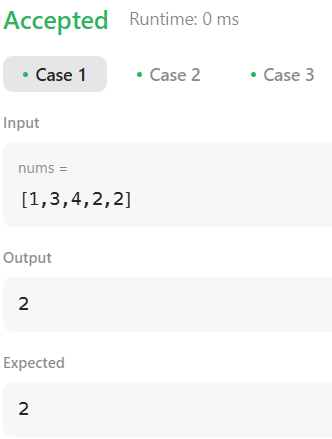 Accepted Runtime: 0 ms
• Case 1 • Case 2 • Case 3
Input
nums =
[1,3,4,2,2]
Output
2
Expected
2